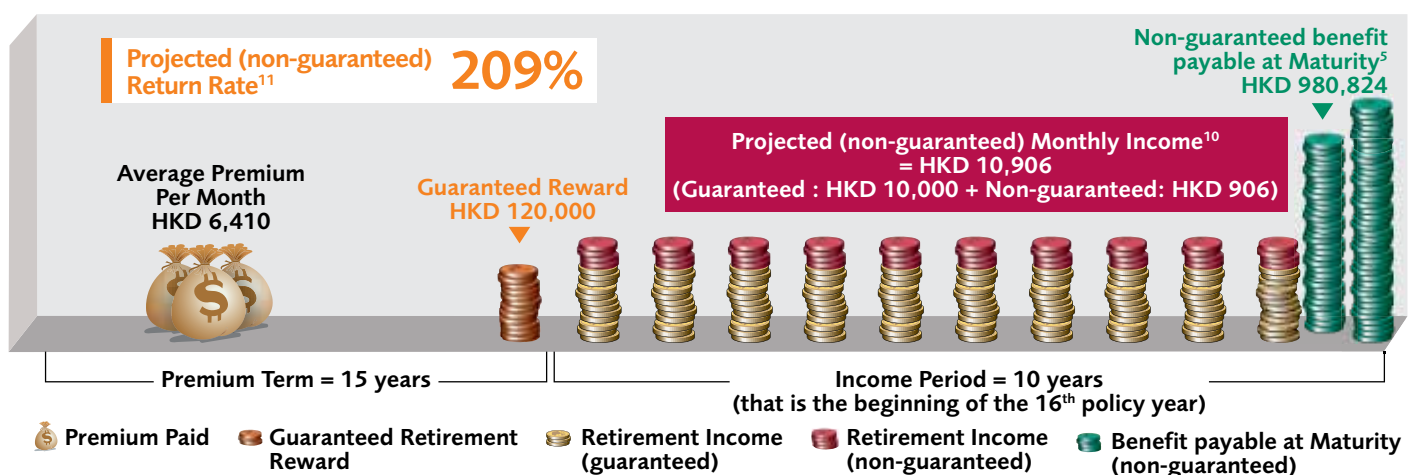 Projected (non-guaranteed)
Return Rate11
209%
Non-guaranteed benefit
payable at Maturity5
HKD 980,824
Projected (non-guaranteed) Monthly Income10
= HKD 10,906
(Guaranteed : HKD 10,000 + Non-guaranteed: HKD 906)
Average Premium
Per Month
HKD 6,410
Guaranteed Reward
HKD 120,000
$
$
$
Premium Term = 15 years
Income Period = 10 years
(that is the beginning of the 16th policy year)
$
Premium Paid
Guaranteed Retirement
Reward
Retirement Income
(guaranteed)
Retirement Income
(non-guaranteed)
Benefit payable at Maturity
(non-guaranteed)